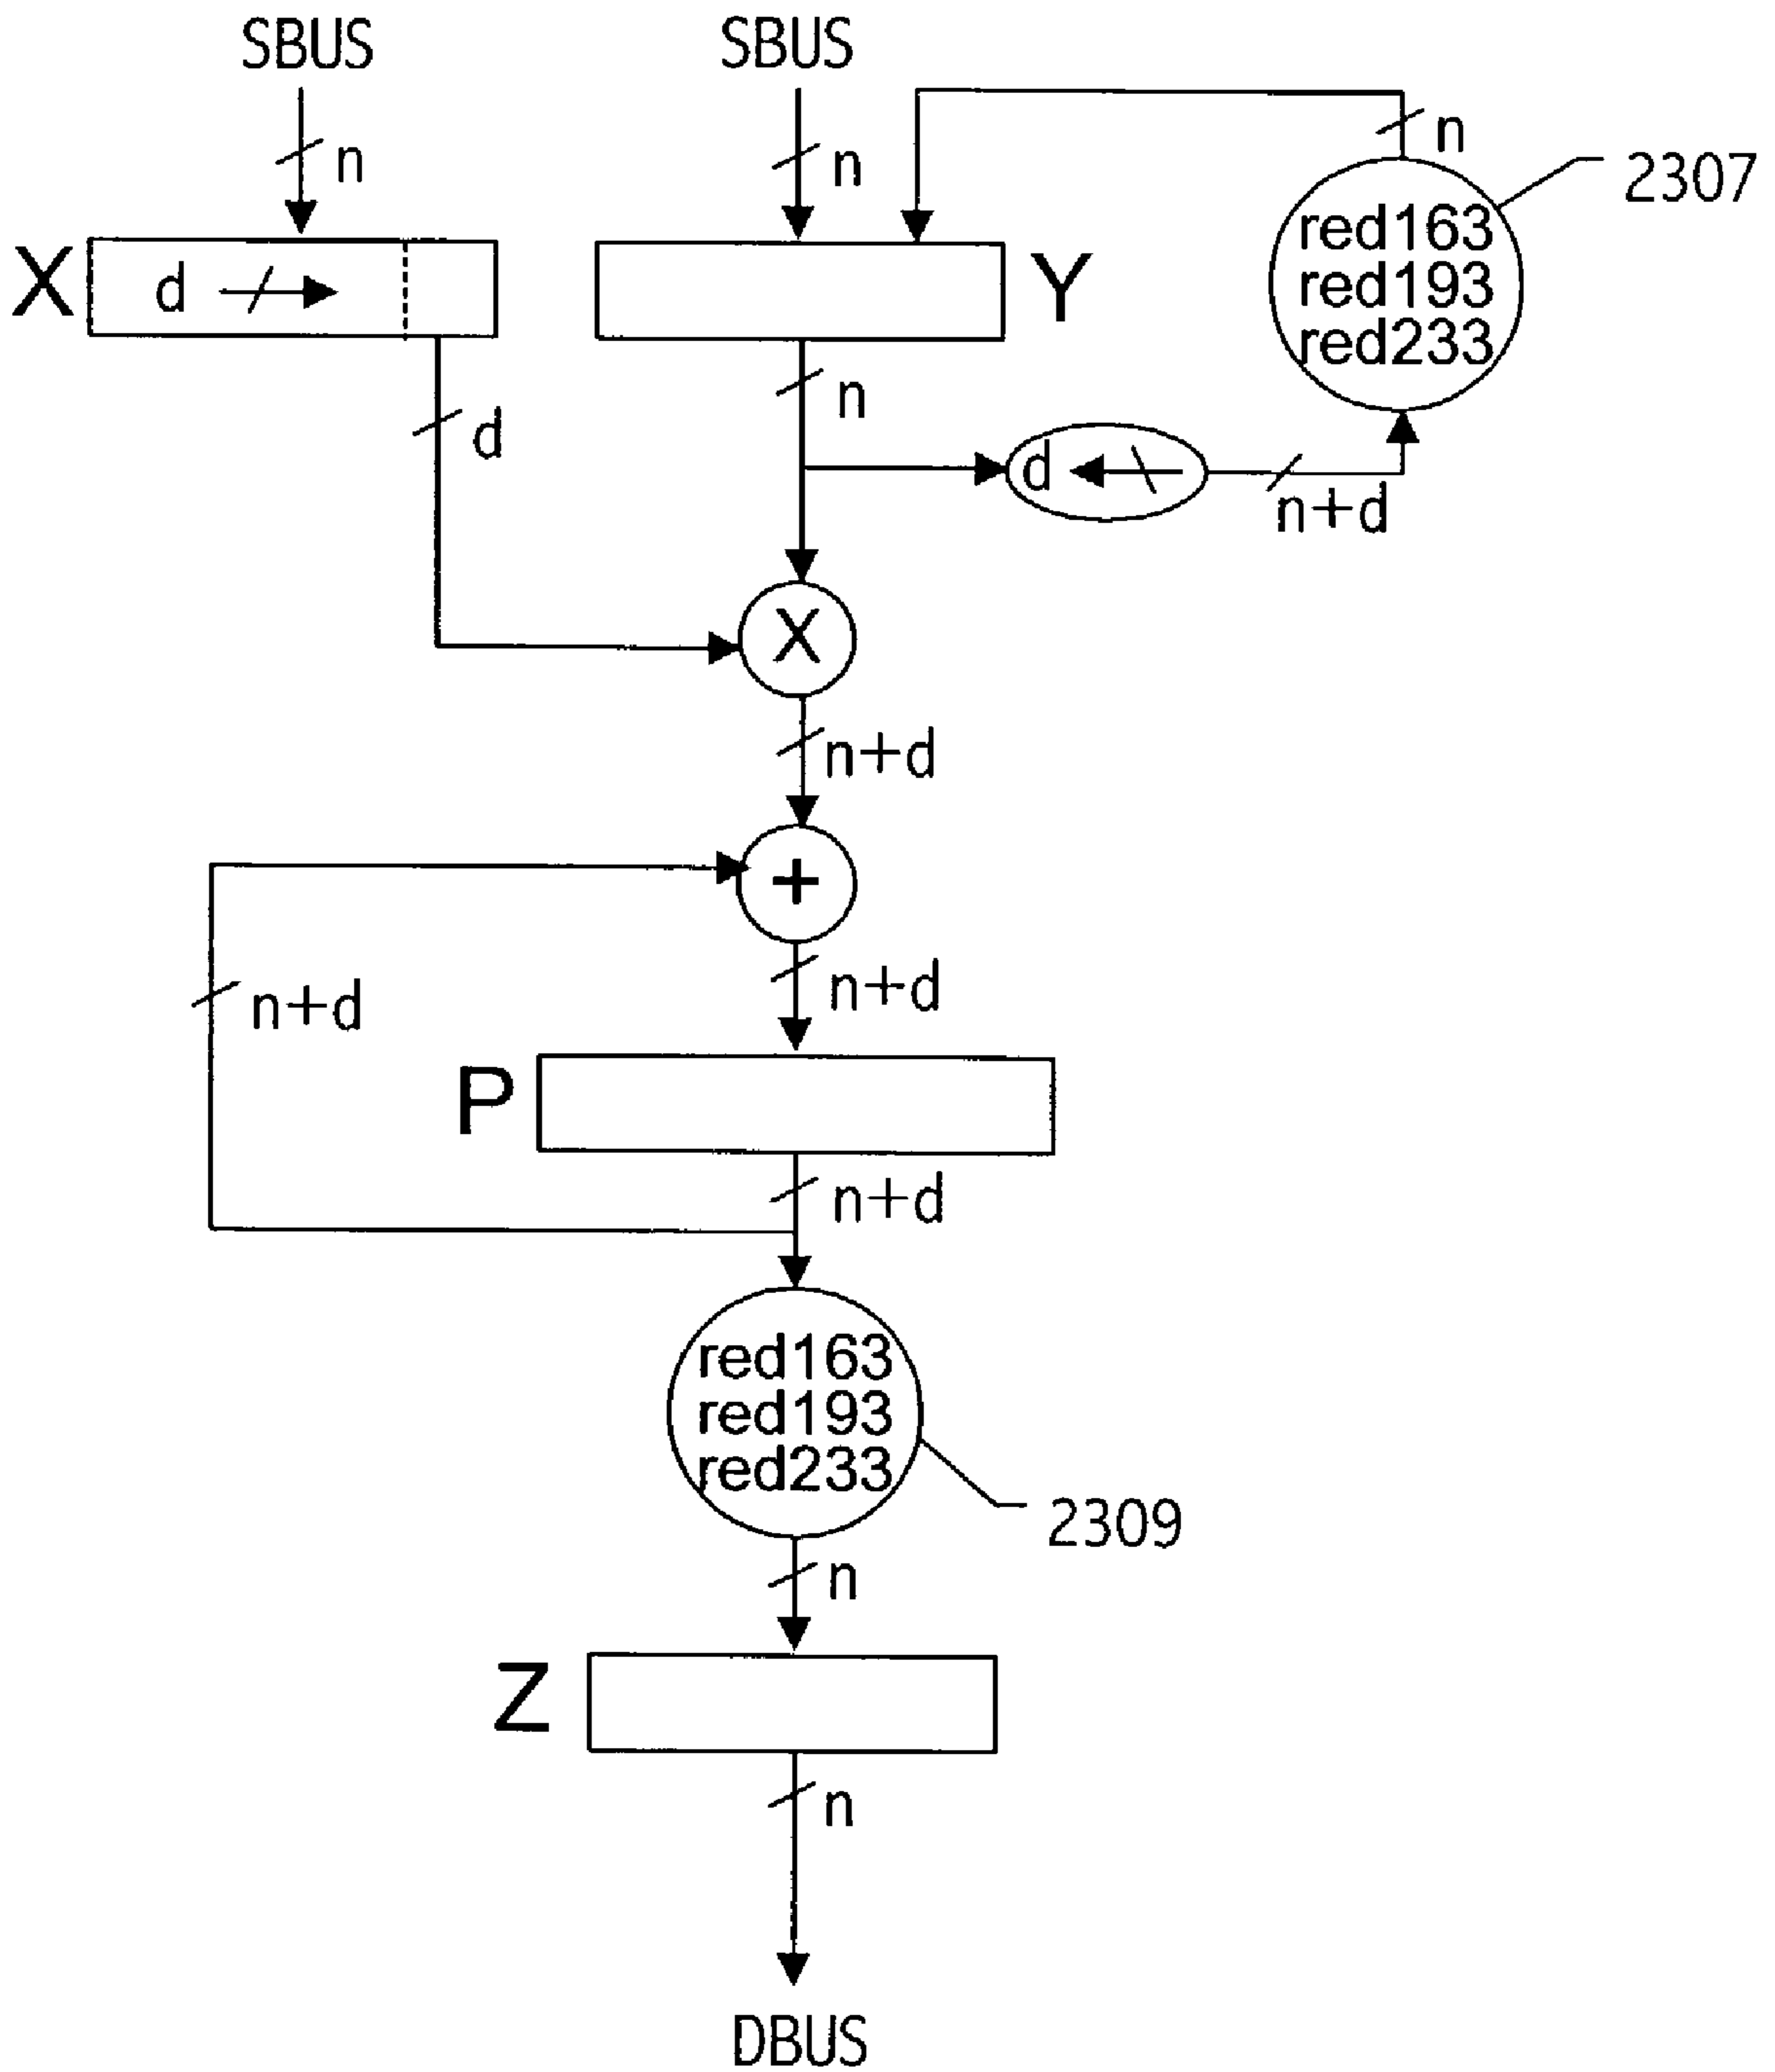 SBUS
SBUS
n
n
n
2307
red163
red193
red233
X
d
Y
n
d
d
n+d
X
n+d
+
n+d
n+d
P
n+d
red163
red193
red233
2309
n
Z
n
DBUS